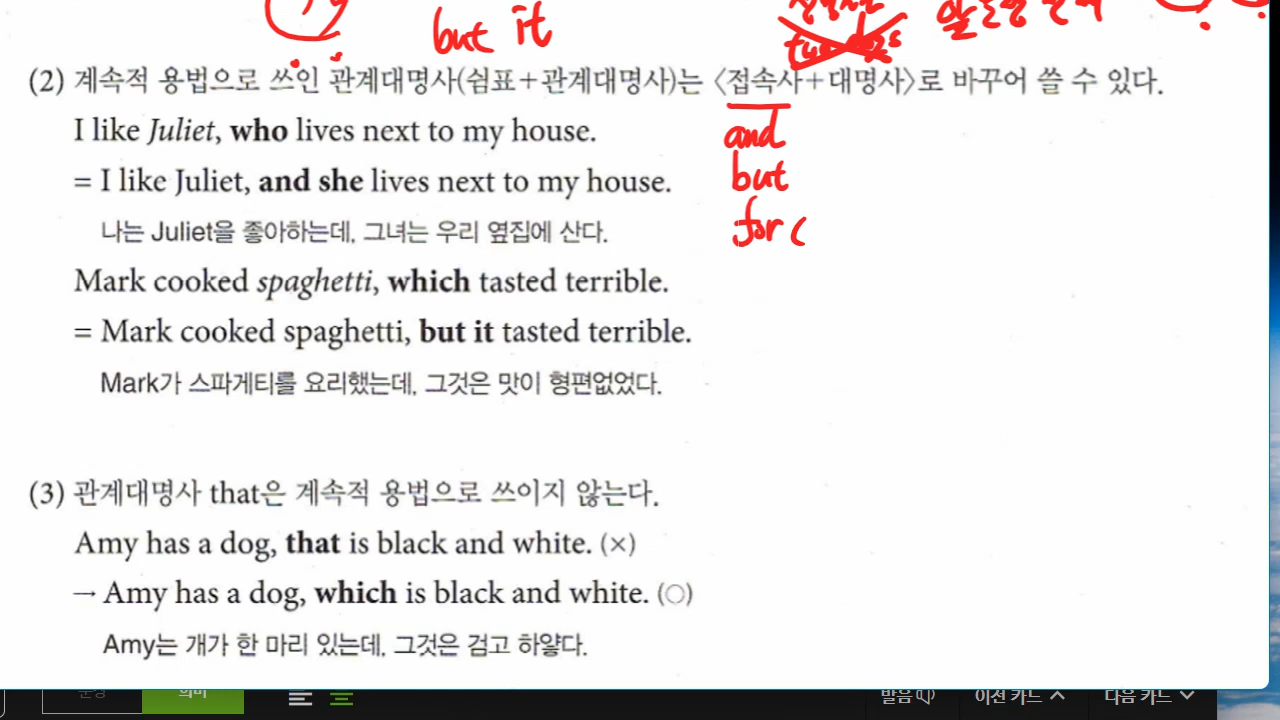 but it
(2) 계속적 용법으로 쓰인 관계대명사(쉼표+관계대명사)는 〈접속사+대명사〉로 바꾸어 쓸 수 있다.
I like Juliet, who lives next to my house.
and
= I like Juliet, and she lives next to my house.
but
나는 Juliet을 좋아하는데, 그녀는 우리 옆집에 산다.
for (
Mark cooked spaghetti, which tasted terrible.
= Mark cooked spaghetti, but it tasted terrible.
Mark가 스파게티를 요리했는데, 그것은 맛이 형편없었다.
(3) 관계대명사 that은 계속적 용법으로 쓰이지 않는다.
Amy has a dog, that is black and white. (×)
→ Amy has a dog, which is black and white. (○)
Amy는 개가 한 마리 있는데, 그것은 검고 하얗다.
문장 의미 발음 이전 카드 다음 카드